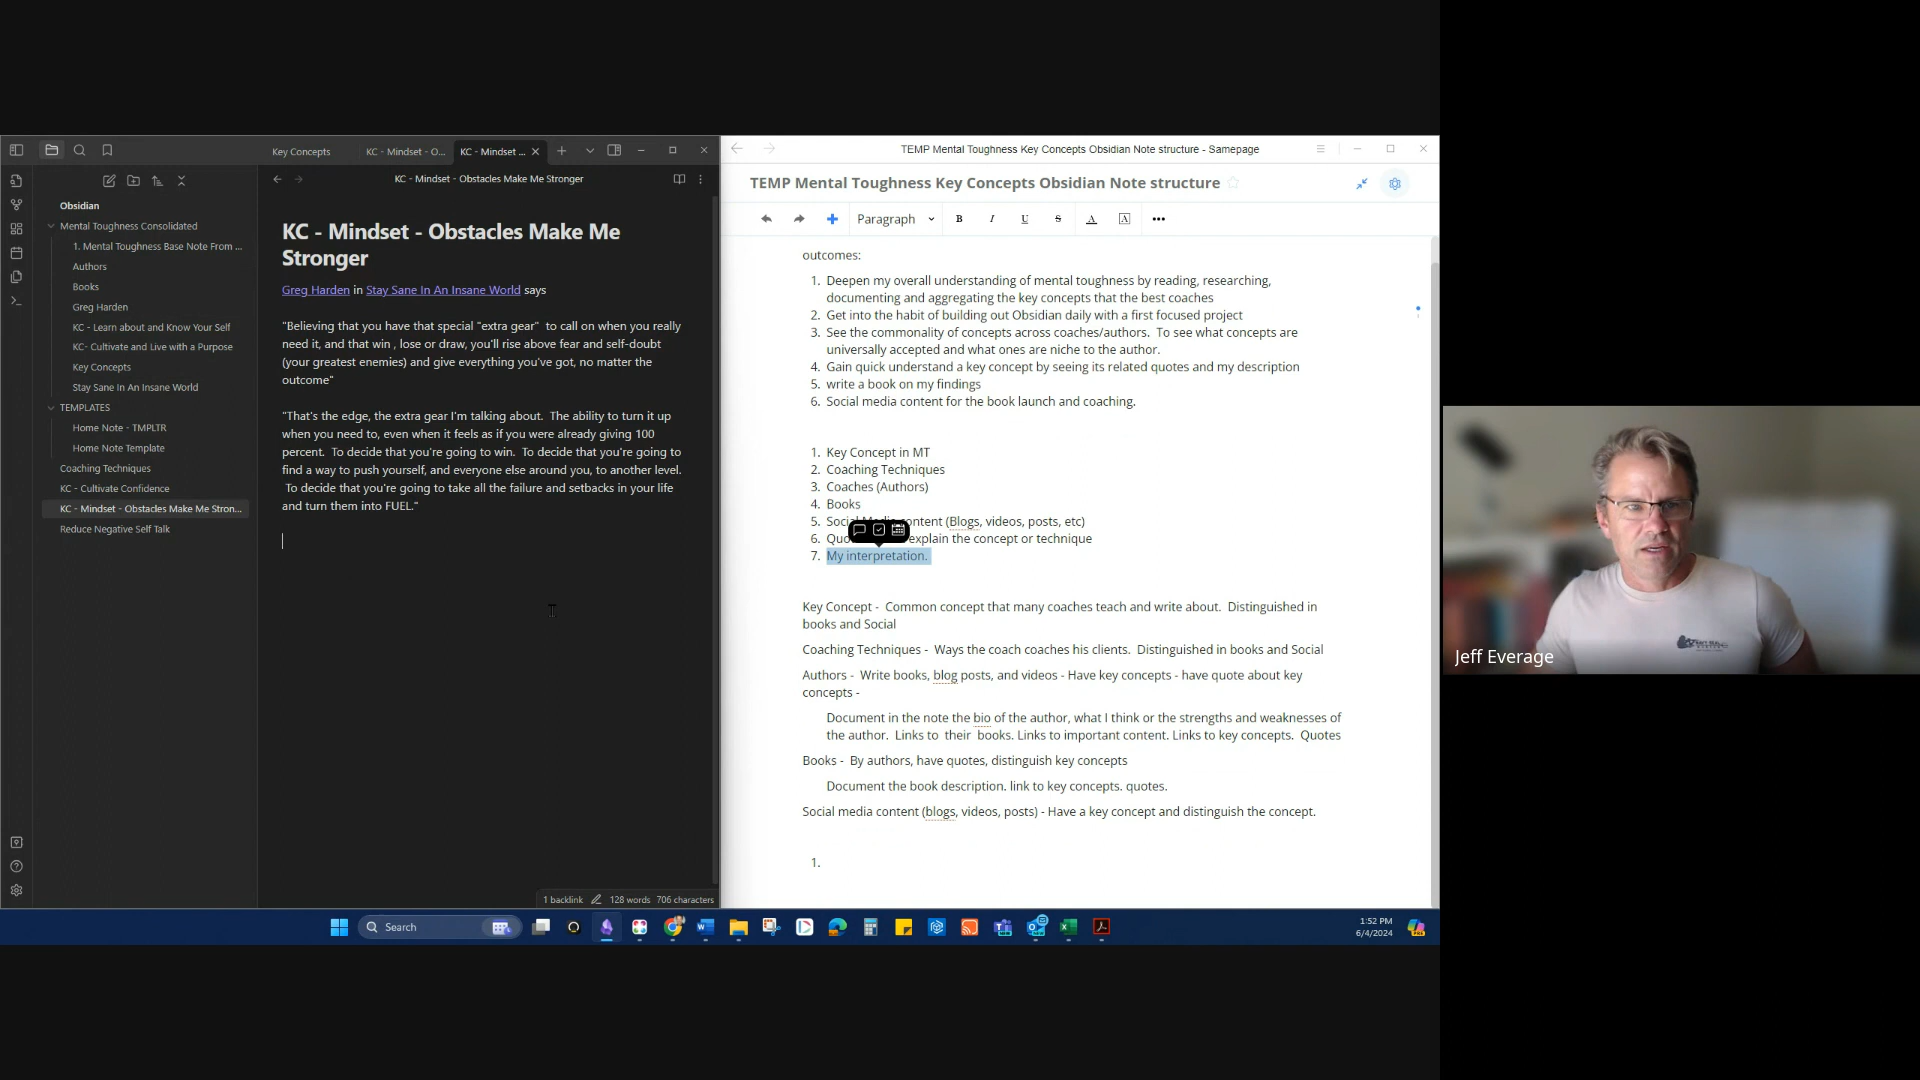 Key Concepts
KC - Mindset - O...
KC - Mindset ...
KC - Mindset - Obstacles Make Me Stronger
Obsidian
Mental Toughness Consolidated
1. Mental Toughness Base Note From ...
Authors
Books
Greg Harden
KC - Learn about and Know Your Self
KC- Cultivate and Live with a Purpose
Key Concepts
Stay Sane In An Insane World
TEMPLATES
Home Note - TMPLTR
Home Note Template
Coaching Techniques
KC - Cultivate Confidence
KC - Mindset - Obstacles Make Me Stron...
Reduce Negative Self Talk
KC - Mindset - Obstacles Make Me
Stronger
Greg Harden in Stay Sane In An Insane World says
"Believing that you have that special "extra gear"  to call on when you really
need it, and that win , lose or draw, you'll rise above fear and self-doubt
(your greatest enemies) and give everything you've got, no matter the
outcome"
"That's the edge, the extra gear I'm talking about.  The ability to turn it up
when you need to, even when it feels as if you were already giving 100
percent.  To decide that you're going to win.  To decide that you're going to
find a way to push yourself, and everyone else around you, to another level.
To decide that you're going to take all the failure and setbacks in your life
and turn them into FUEL."
1 backlink 128 words 706 characters
TEMP Mental Toughness Key Concepts Obsidian Note structure - Samepage
TEMP Mental Toughness Key Concepts Obsidian Note structure
Paragraph B I U S A A
outcomes:
1. Deepen my overall understanding of mental toughness by reading, researching,
documenting and aggregating the key concepts that the best coaches
2. Get into the habit of building out Obsidian daily with a first focused project
3. See the commonality of concepts across coaches/authors.  To see what concepts are
universally accepted and what ones are niche to the author.
4. Gain quick understand a key concept by seeing its related quotes and my description
5. write a book on my findings
6. Social media content for the book launch and coaching.
1. Key Concept in MT
2. Coaching Techniques
3. Coaches (Authors)
4. Books
5. Social Media content (Blogs, videos, posts, etc)
6. Quo explain the concept or technique
7. My interpretation.
Key Concept -  Common concept that many coaches teach and write about.  Distinguished in
books and Social
Coaching Techniques -  Ways the coach coaches his clients.  Distinguished in books and Social
Authors -  Write books, blog posts, and videos - Have key concepts - have quote about key
concepts -
Document in the note the bio of the author, what I think or the strengths and weaknesses of
the author.  Links to  their  books. Links to important content. Links to key concepts.  Quotes
Books -  By authors, have quotes, distinguish key concepts
Document the book description. link to key concepts. quotes.
Social media content (blogs, videos, posts) - Have a key concept and distinguish the concept.
1.
Search
1:52 PM
6/4/2024
Jeff Everage